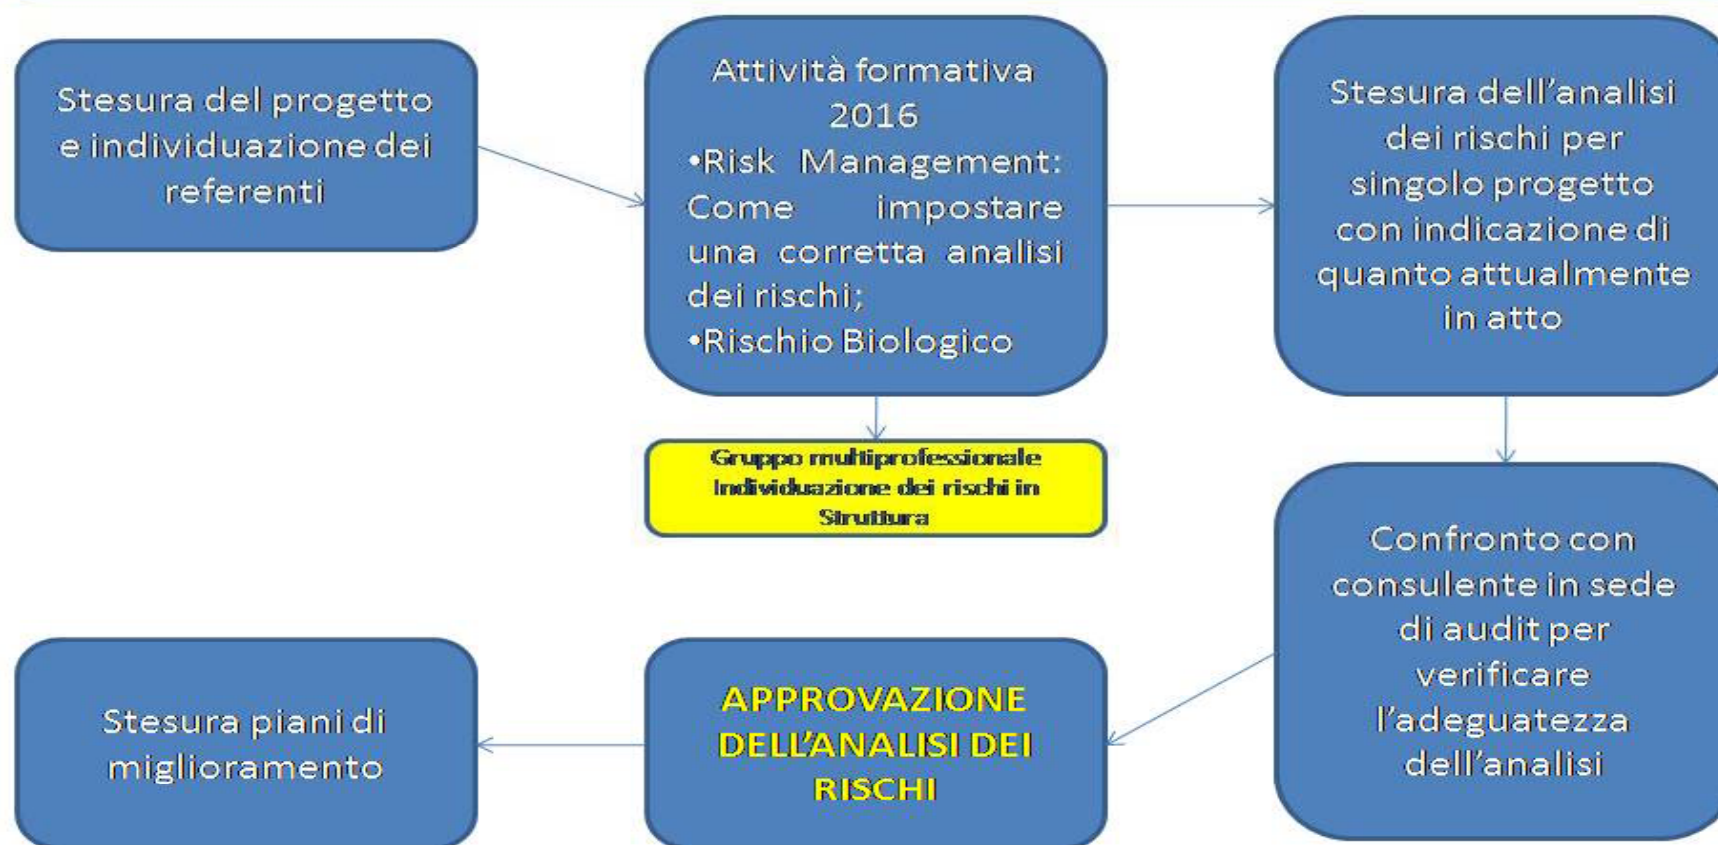 Stesura del progetto
e individuazione dei
referenti
Attività formativa
2016
•Risk Management:
Come impostare
una corretta analisi
dei rischi;
•Rischio Biologico
Stesura dell’analisi
dei rischi per
singolo progetto
con indicazione di
quanto attualmente
in atto
Gruppo multiprofessionale
Individuazione dei rischi in
Struttura
Confronto con
consulente in sede
di audit per
verificare
l’adeguatezza
dell’analisi
APPROVAZIONE
DELL’ANALISI DEI
RISCHI
Stesura piani di
miglioramento